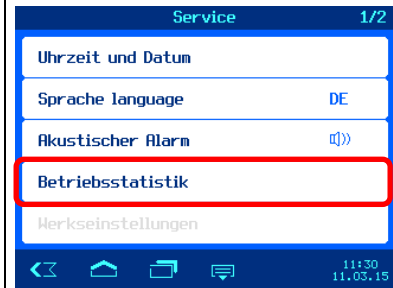 Service 1/2
Uhrzeit und Datum
Sprache language DE
Akustischer Alarm
Betriebsstatistik
Werkseinstellungen
11:30
11.03.15